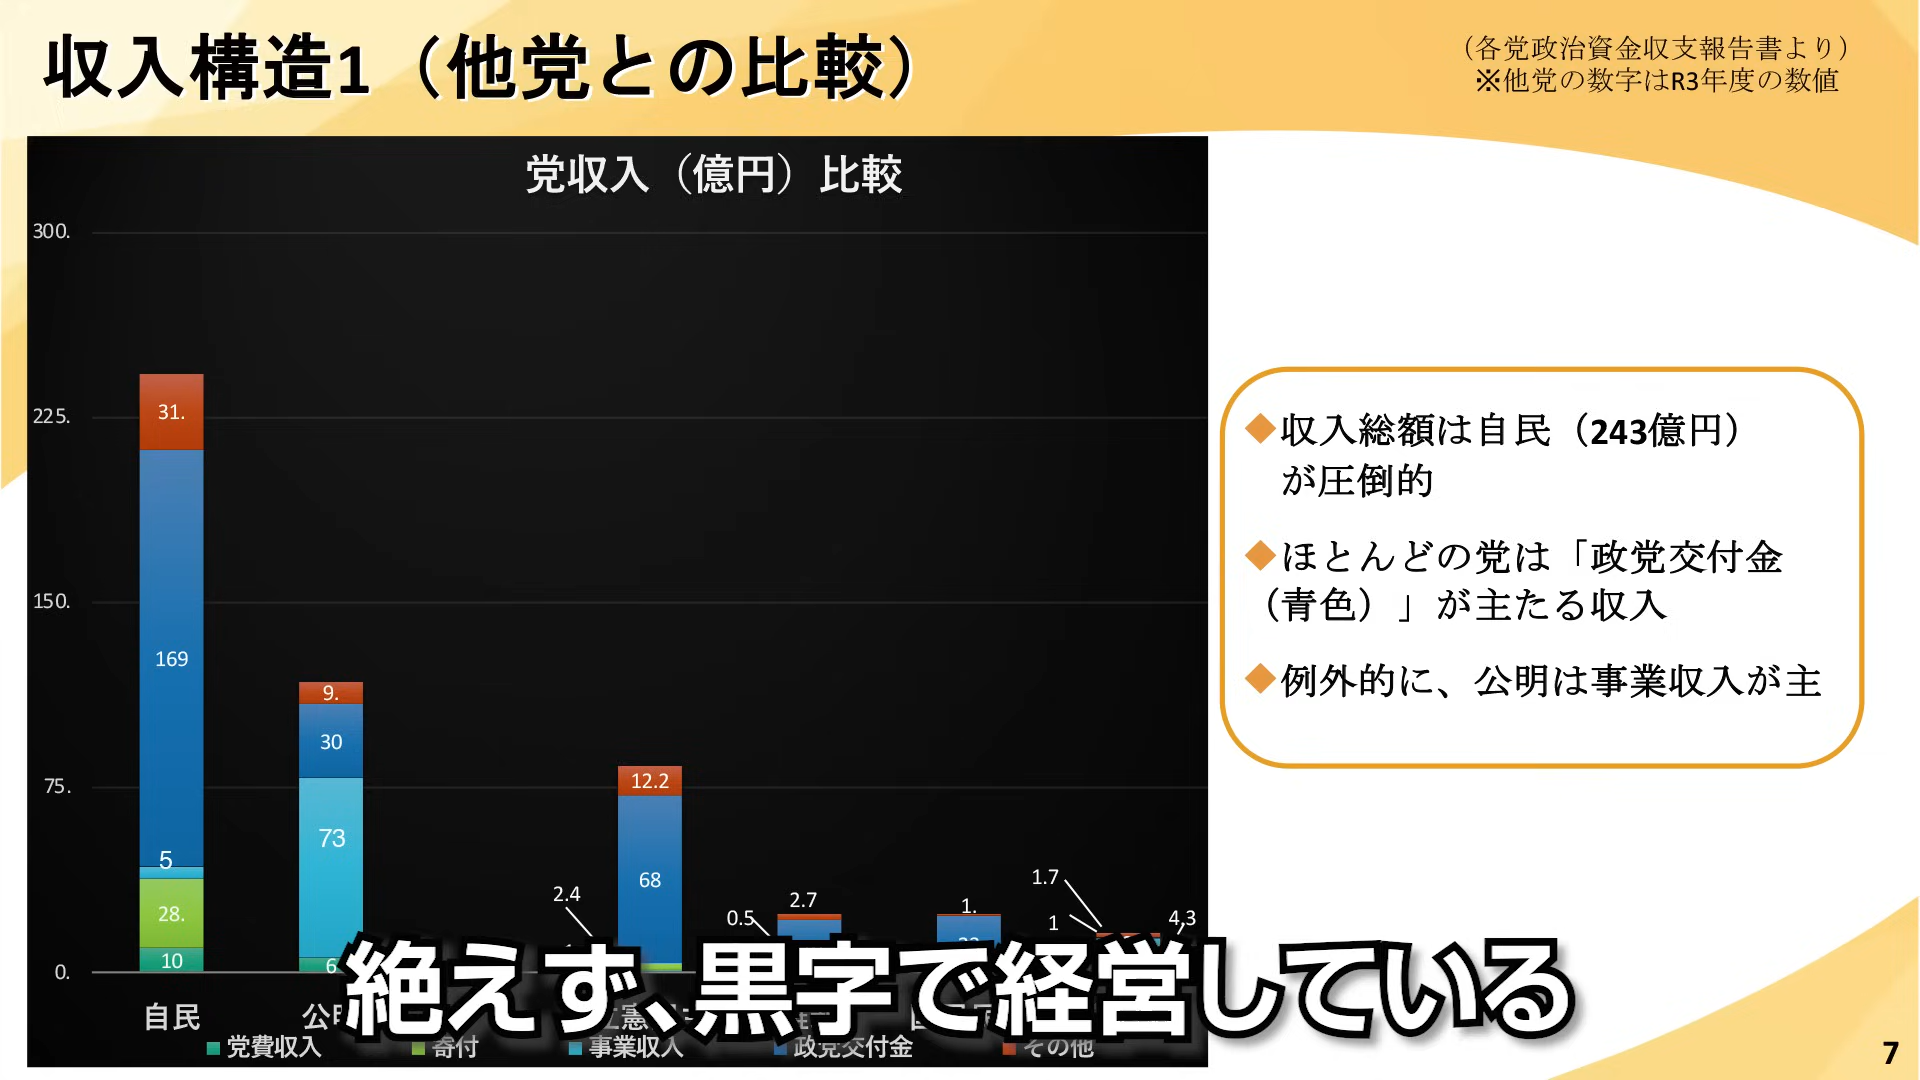 収入構造1（他党との比較）
（各党政治資金収支報告書より）
※他党の数字はR3年度の数値
党収入（億円）比較
300.
225.
150.
75.
0.
31.
169
5
28.
10
9.
30
73
6
2.4
12.2
68
0.5
2.7
1.
1.7
1
4.3
自民
公明
党費収入
寄付
事業収入
政党交付金
その他
◆収入総額は自民（243億円）
が圧倒的
◆ほとんどの党は「政党交付金
（青色）」が主たる収入
◆例外的に、公明は事業収入が主
絶えず､黒字で経営している
7